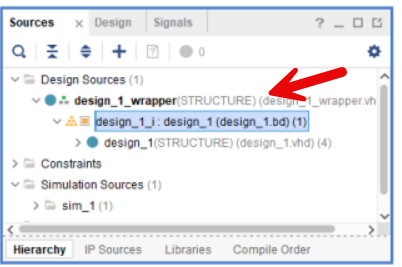 Sources × Design Signals ? _
0
Design Sources (1)
design_1_wrapper(STRUCTURE) (design_1_wrapper.vh
design_1_i : design_1 (design_1.bd) (1)
design_1(STRUCTURE) (design_1.vhd) (4)
Constraints
Simulation Sources (1)
sim_1 (1)
Hierarchy IP Sources Libraries Compile Order